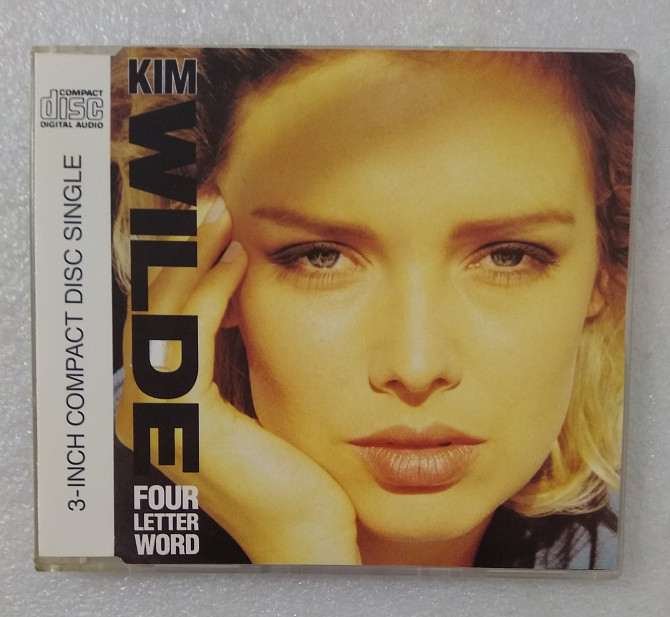 COMPACT
disc
DIGITAL AUDIO
3-INCH COMPACT DISC SINGLE
KIM
WILDE
FOUR
LETTER
WORD